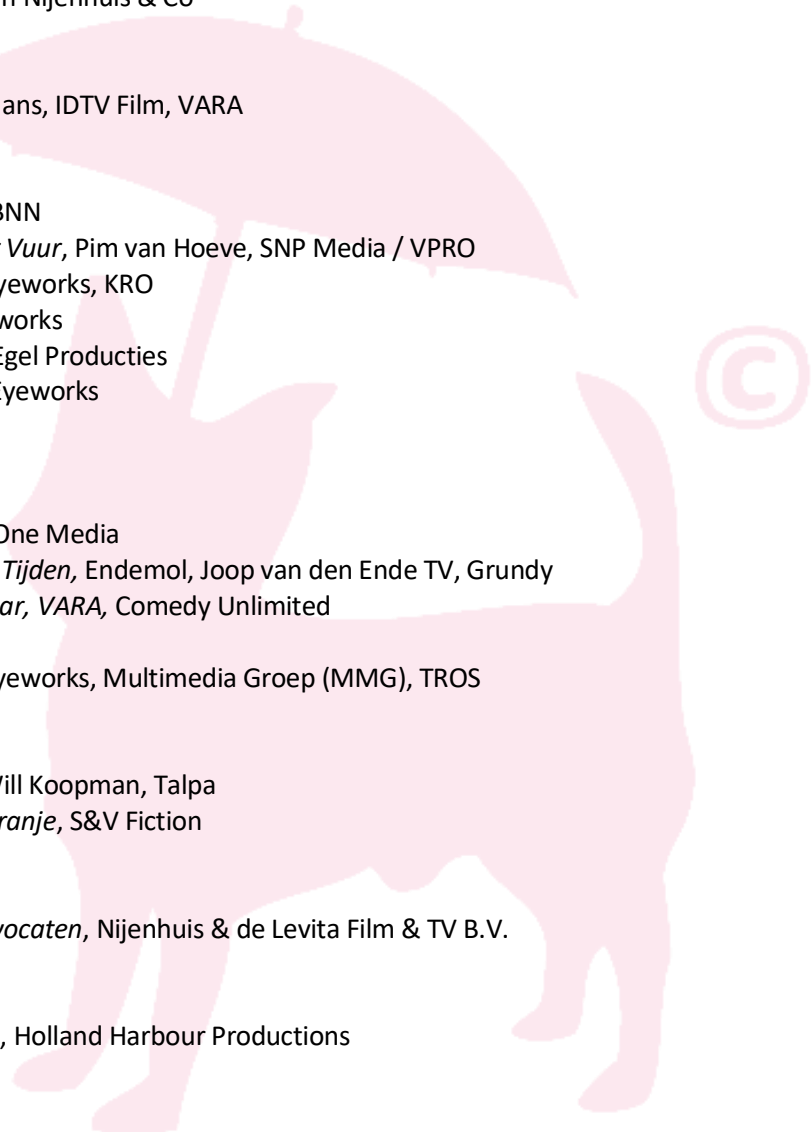 n Nijenhuis & Co
ans, IDTV Film, VARA
BNN
Vuur, Pim van Hoeve, SNP Media / VPRO
yeworks, KRO
works
Egel Producties
Eyeworks
©
One Media
Tijden, Endemol, Joop van den Ende TV, Grundy
ar, VARA, Comedy Unlimited
yeworks, Multimedia Groep (MMG), TROS
Will Koopman, Talpa
ranje, S&V Fiction
vocaten, Nijenhuis & de Levita Film & TV B.V.
, Holland Harbour Productions